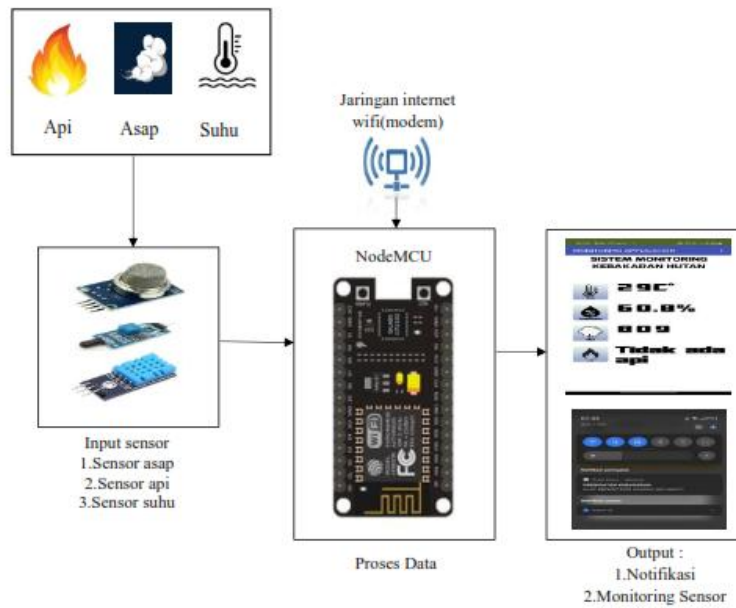 Api Asap Suhu
Jaringan internet
wifi(modem)
NodeMCU
SISTEM MONITORING
KEBAKARAN HUTAN
29C°
60.8%
009
Tidak ada
api
WiFi
FC
Input sensor
1.Sensor asap
2.Sensor api
3.Sensor suhu
Proses Data
Output :
1.Notifikasi
2.Monitoring Sensor